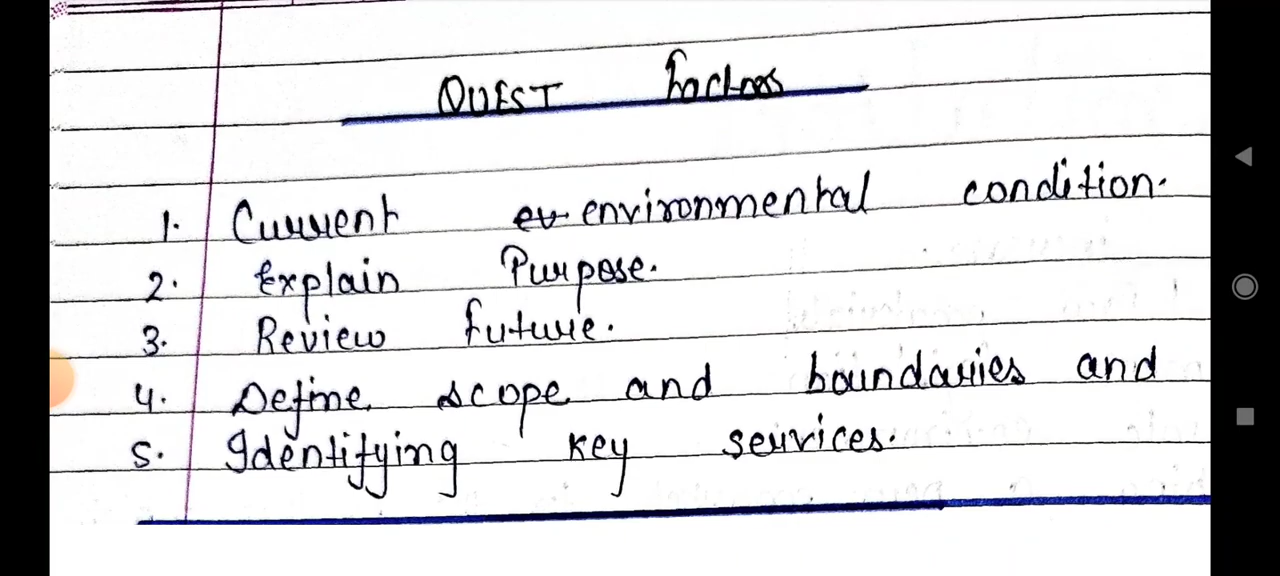 QUEST factors
1. Current environmental condition.
2. Explain Purpose.
3. Review future.
4. Define scope and boundaries and
5. Identifying key services.